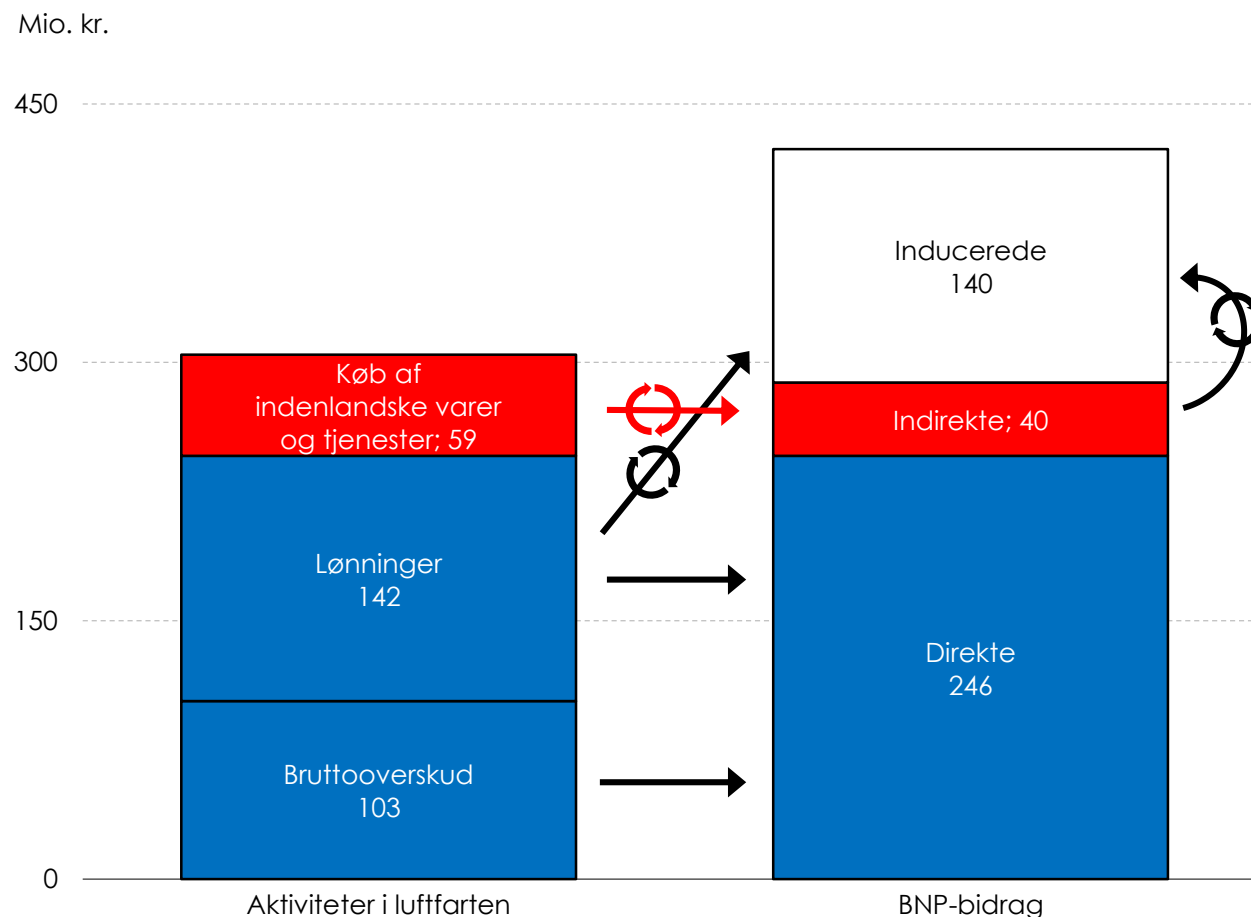 Mio. kr.
450
300
150
0
Køb af
indenlandske varer
og tjenester; 59
Lønninger
142
Bruttooverskud
103
Inducerede
140
Indirekte; 40
Direkte
246
Aktiviteter i luftfarten
BNP-bidrag